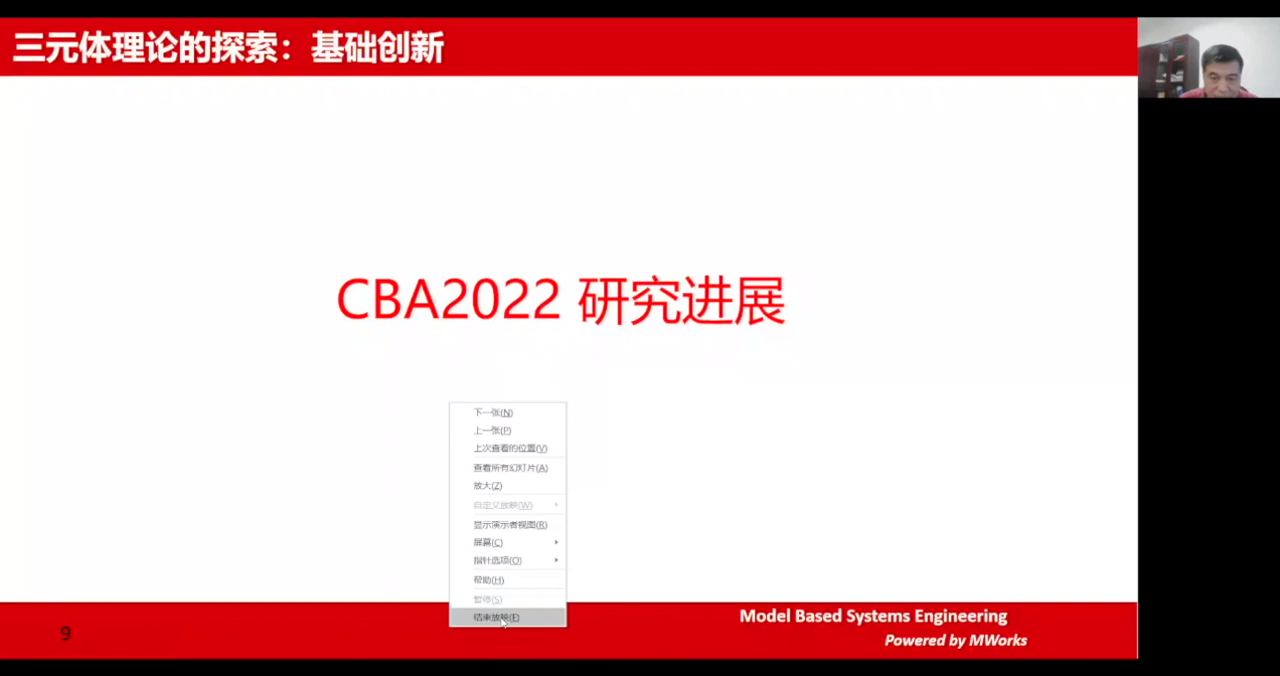 三元体理论的探索：基础创新
CBA2022 研究进展
下一张(N)
上一张(P)
上次查看的位置(V)
查看所有幻灯片(A)
放大(Z)
自定义放映(W)
显示演示者视图(R)
屏幕(C)
指针选项(O)
帮助(H)
暂停(S)
结束放映(E)
Model Based Systems Engineering
Powered by MWorks
9